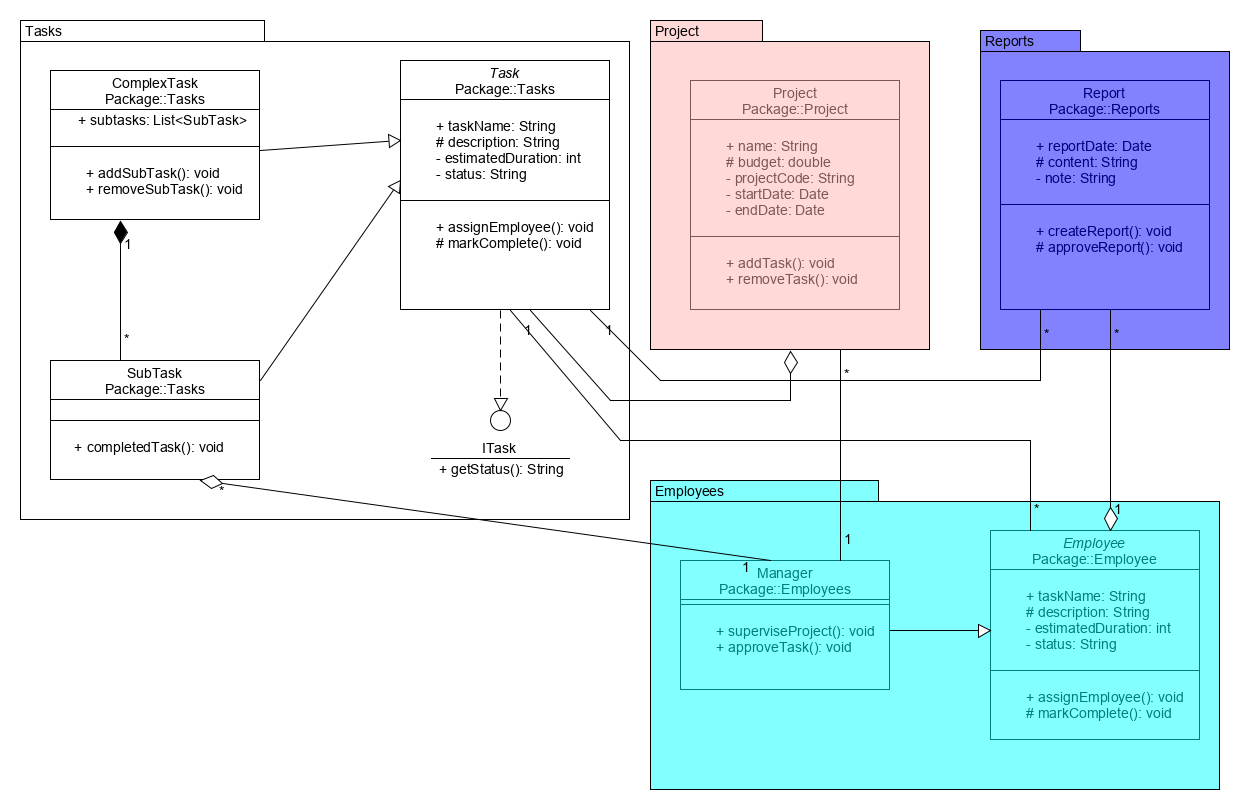 Tasks
ComplexTask
Package::Tasks
+ subtasks: List<SubTask>
+ addSubTask(): void
+ removeSubTask(): void
1
*
SubTask
Package::Tasks
+ completedTask(): void
*
Task
Package::Tasks
+ taskName: String
# description: String
- estimatedDuration: int
- status: String
+ assignEmployee(): void
# markComplete(): void
1
1
ITask
+ getStatus(): String
Project
Project
Package::Project
+ name: String
# budget: double
- projectCode: String
- startDate: Date
- endDate: Date
+ addTask(): void
+ removeTask(): void
*
Reports
Report
Package::Reports
+ reportDate: Date
# content: String
- note: String
+ createReport(): void
# approveReport(): void
*
*
Employees
1
1
Manager
Package::Employees
+ superviseProject(): void
+ approveTask(): void
*
1
Employee
Package::Employee
+ taskName: String
# description: String
- estimatedDuration: int
- status: String
+ assignEmployee(): void
# markComplete(): void